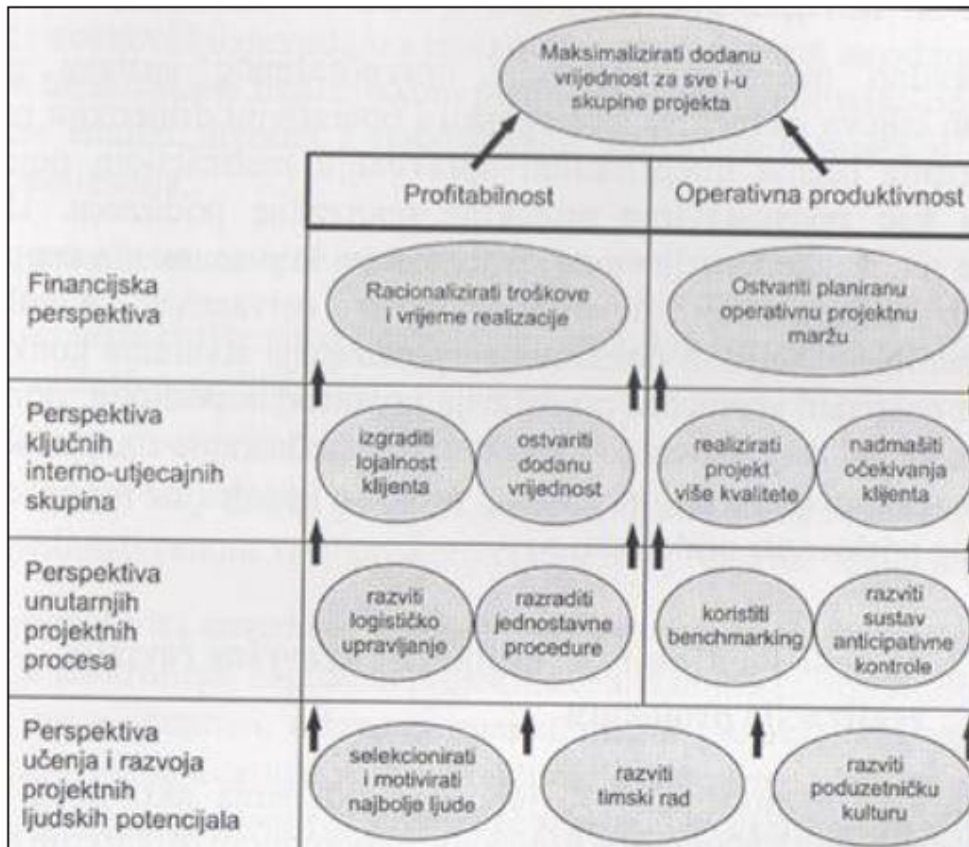 Maksimalizirati dodanu
vrijednost za sve i-u
skupine projekta
Profitabilnost
Operativna produktivnost
Financijska
perspektiva
Racionalizirati troškove
i vrijeme realizacije
Ostvariti planiranu
operativnu projektnu
maržu
Perspektiva
ključnih
interno-utjecajnih
skupina
izgraditi
lojalnost
klijenta
ostvariti
dodanu
vrijednost
realizirati
projekt
više kvalitete
nadmašiti
očekivanja
klijenta
Perspektiva
unutarnjih
projektnih
procesa
razviti
logističko
upravljanje
razraditi
jednostavne
procedure
koristiti
benchmarking
razviti
sustav
anticipativne
kontrole
Perspektiva
učenja i razvoja
projektnih
ljudskih potencijala
selekcionirati
i motivirati
najbolje ljude
razviti
timski rad
razviti
poduzetničku
kulturu